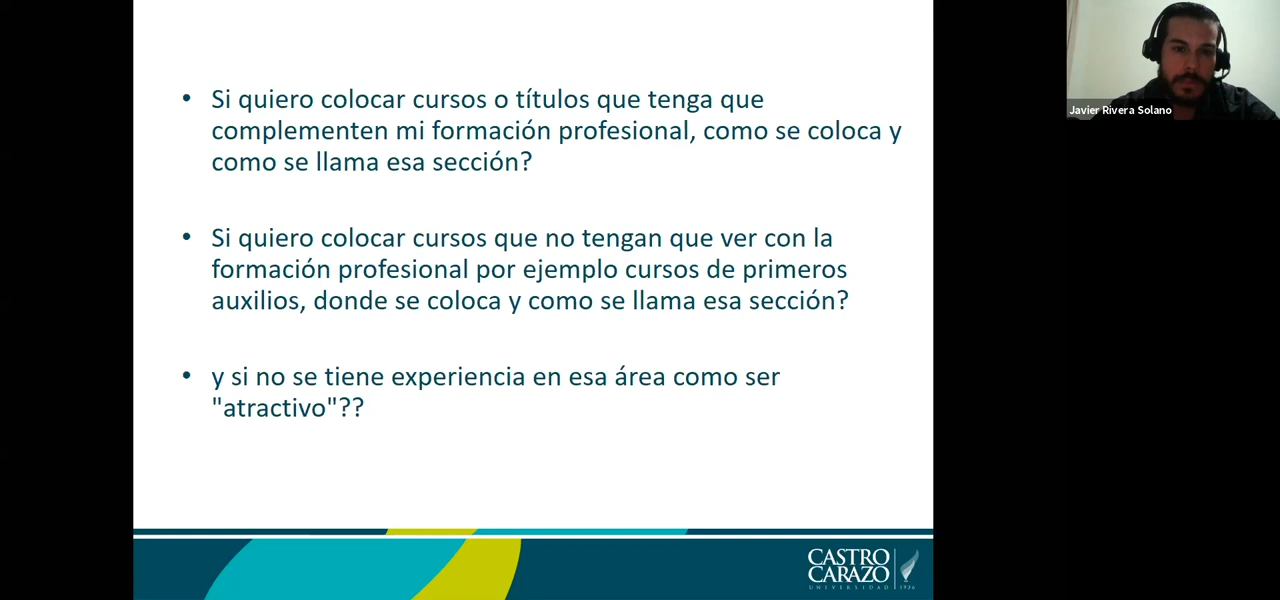 • Si quiero colocar cursos o títulos que tenga que
complementen mi formación profesional, como se coloca y
como se llama esa sección?
• Si quiero colocar cursos que no tengan que ver con la
formación profesional por ejemplo cursos de primeros
auxilios, donde se coloca y como se llama esa sección?
• y si no se tiene experiencia en esa área como ser
"atractivo"??
Javier Rivera Solano
CASTRO
CARAZO
UNIVERSIDAD 1936